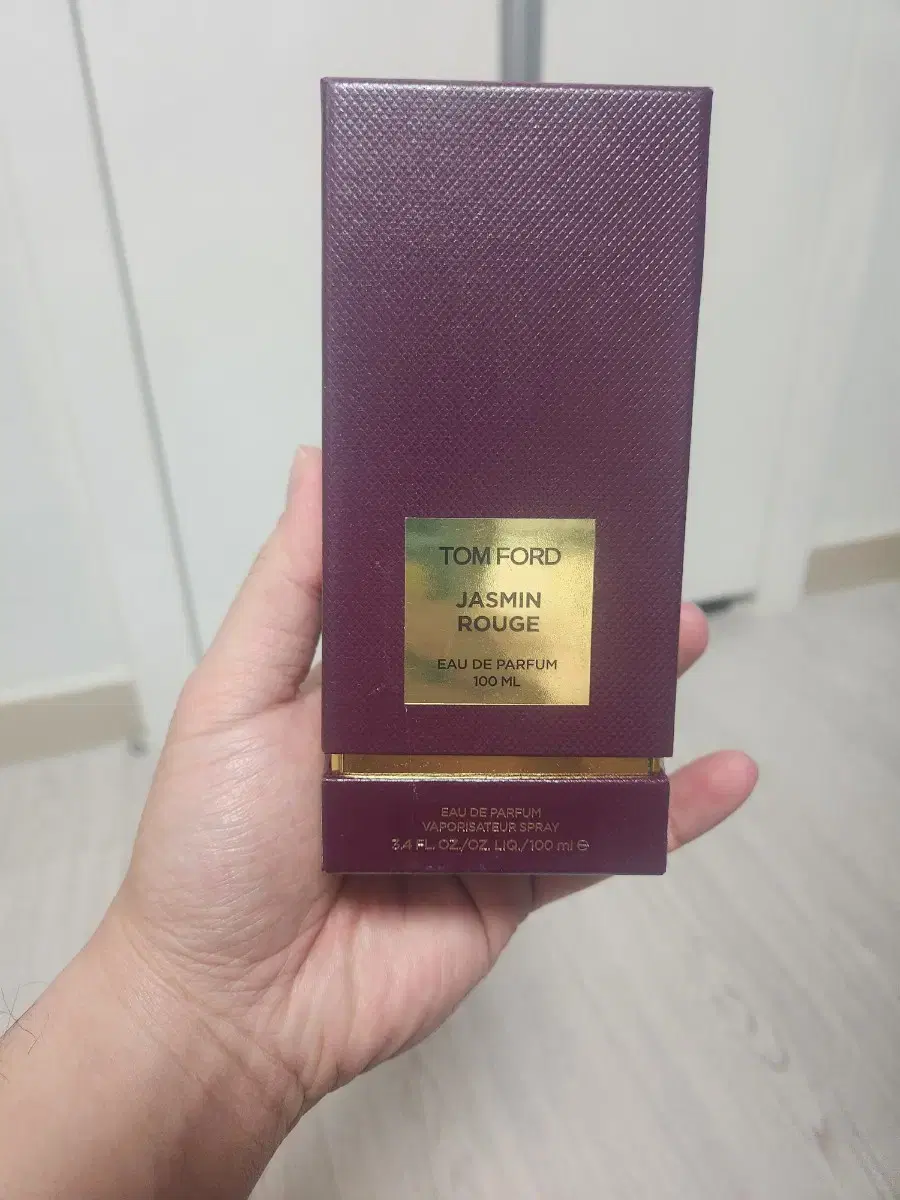 TOM FORD
JASMIN
ROUGE
EAU DE PARFUM
100 ML
EAU DE PARFUM
VAPORISATEUR SPRAY
3.4 FL. OZ./OZ. LIQ./100 ml ℮